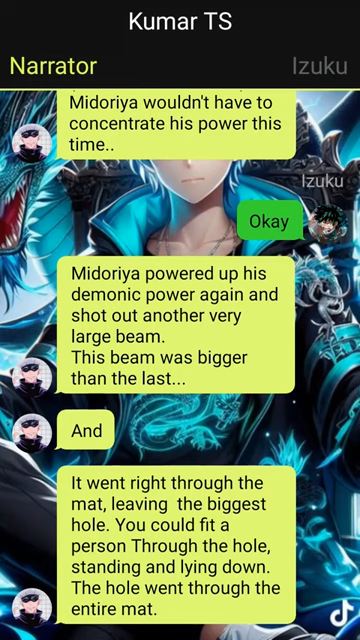 Kumar TS
Narrator
Izuku
Midoriya wouldn't have to
concentrate his power this
time..
Izuku
Okay
Midoriya powered up his
demonic power again and
shot out another very
large beam.
This beam was bigger
than the last...
And
It went right through the
mat, leaving  the biggest
hole. You could fit a
person Through the hole,
standing and lying down.
The hole went through the
entire mat.